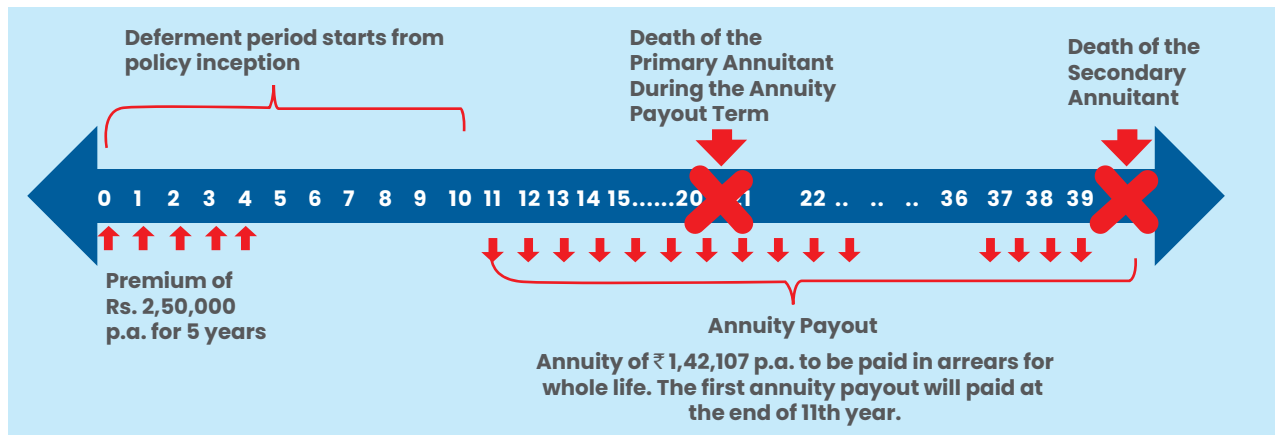 Deferment period starts from
policy inception
Death of the
Primary Annuitant
During the Annuity
Payout Term
Death of the
Secondary
Annuitant
0 1 2 3 4 5 6 7 8 9 10 11 12 13 14 15......20 22 .. .. .. 36 37 38 39
Premium of
Rs. 2,50,000
p.a. for 5 years
Annuity Payout
Annuity of ₹ 1,42,107 p.a. to be paid in arrears for
whole life. The first annuity payout will paid at
the end of 11th year.